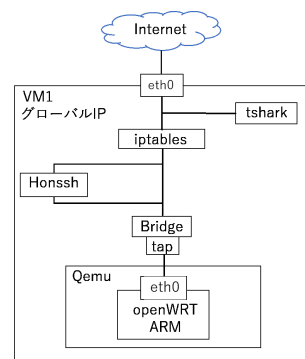 Internet
eth0
VM1
グローバルIP
tshark
iptables
Honssh
Bridge
tap
Qemu
eth0
openWRT
ARM